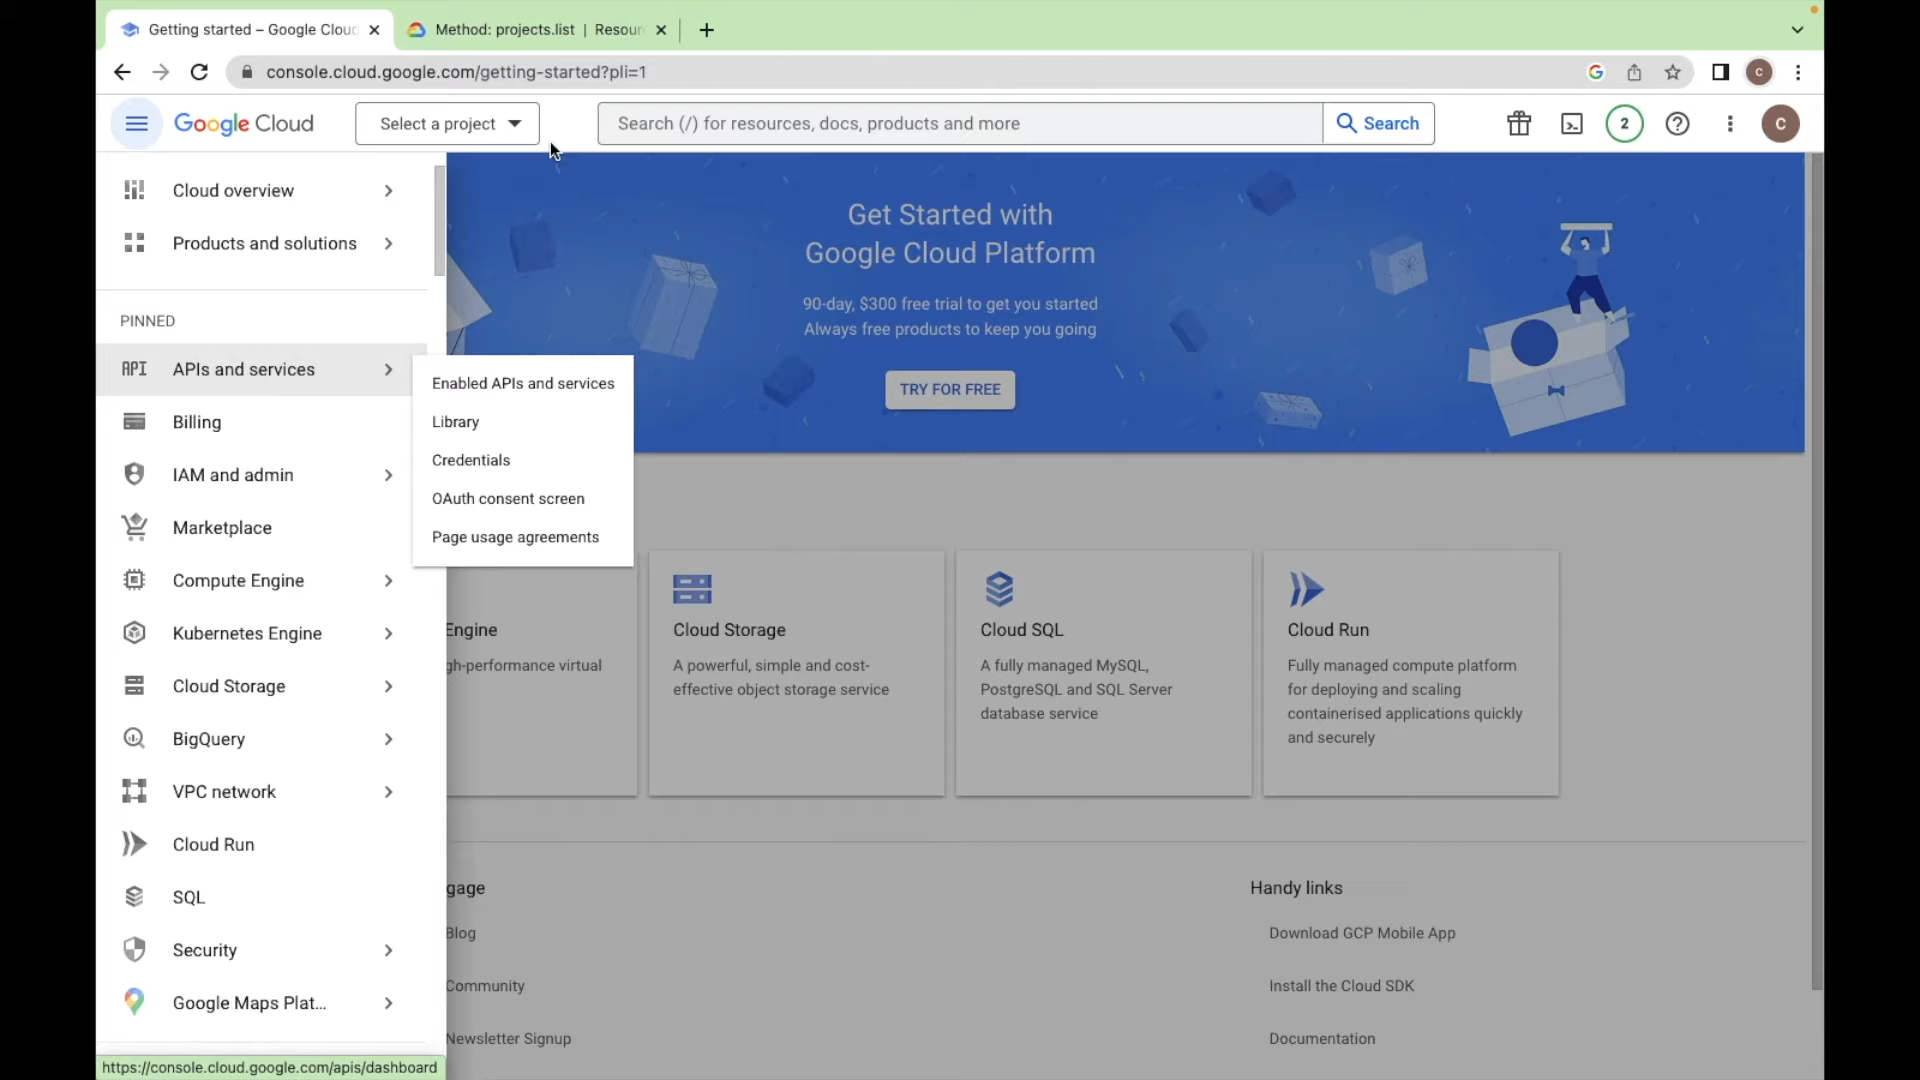 Getting started – Google Cloud
Method: projects.list | Resour
console.cloud.google.com/getting-started?pli=1
C
Google Cloud
Select a project
Search (/) for resources, docs, products and more
Search
2
C
Cloud overview
Products and solutions
PINNED
API
APIs and services
Billing
IAM and admin
Marketplace
Compute Engine
Kubernetes Engine
Cloud Storage
BigQuery
VPC network
Cloud Run
SQL
Security
Google Maps Plat...
https://console.cloud.google.com/apis/dashboard
Enabled APIs and services
Library
Credentials
OAuth consent screen
Page usage agreements
Get Started with
Google Cloud Platform
90-day, $300 free trial to get you started
Always free products to keep you going
TRY FOR FREE
Engine
gh-performance virtual
Cloud Storage
A powerful, simple and cost-
effective object storage service
Cloud SQL
A fully managed MySQL,
PostgreSQL and SQL Server
database service
Cloud Run
Fully managed compute platform
for deploying and scaling
containerised applications quickly
and securely
gage
Blog
Community
Newsletter Signup
Handy links
Download GCP Mobile App
Install the Cloud SDK
Documentation